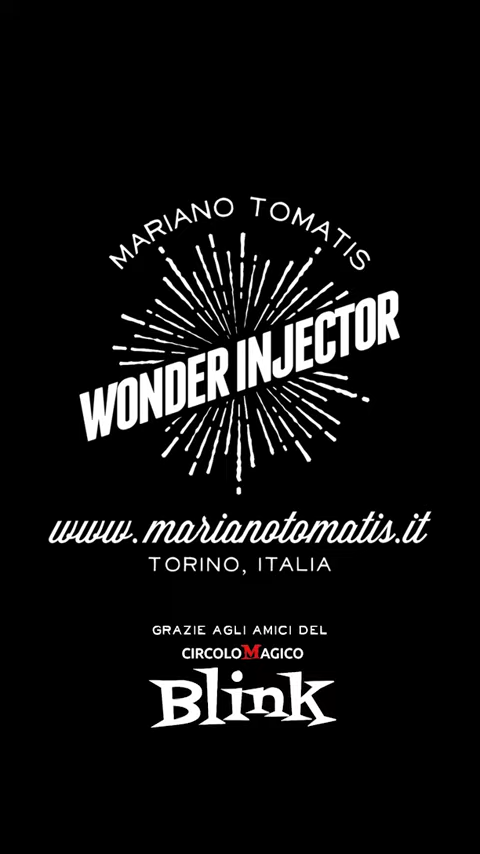 MARIANO TOMATIS
WONDER INJECTOR
www.marianotomatis.it
TORINO, ITALIA
GRAZIE AGLI AMICI DEL
CIRCOLOMAGICO
Blink